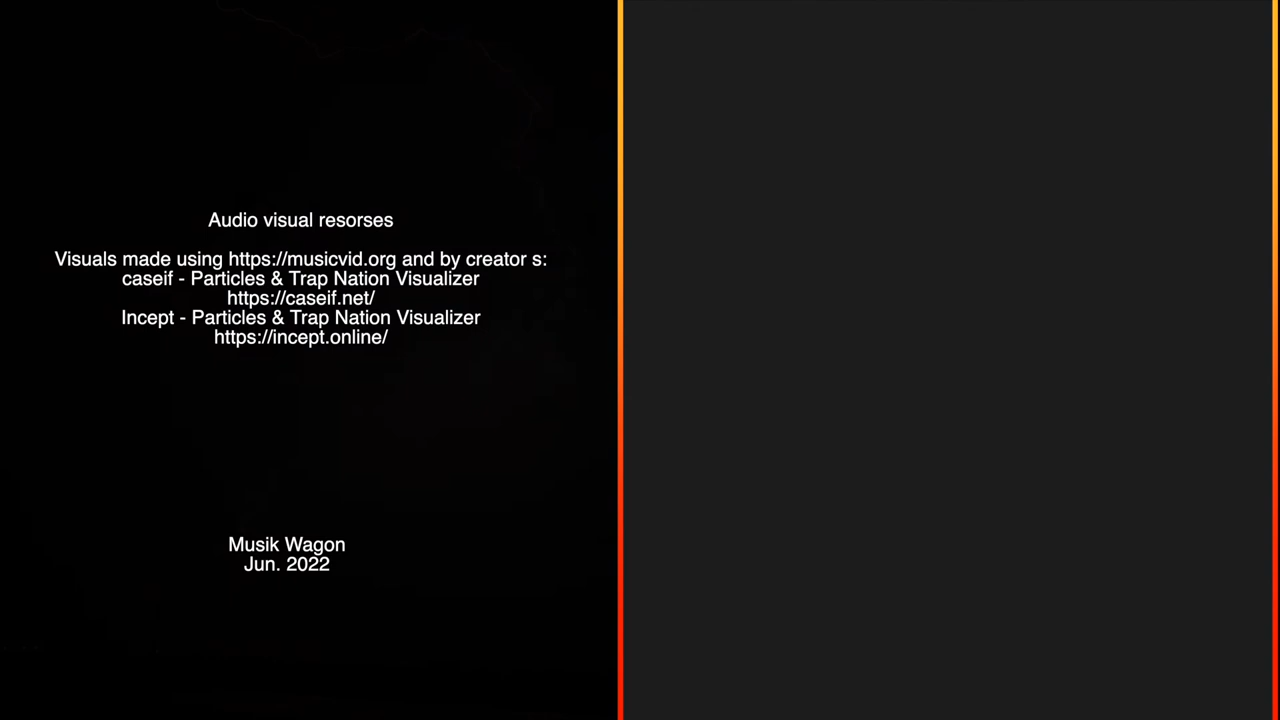 Audio visual resorses
Visuals made using https://musicvid.org and by creator s:
caseif - Particles & Trap Nation Visualizer
https://caseif.net/
Incept - Particles & Trap Nation Visualizer
https://incept.online/
Musik Wagon
Jun. 2022